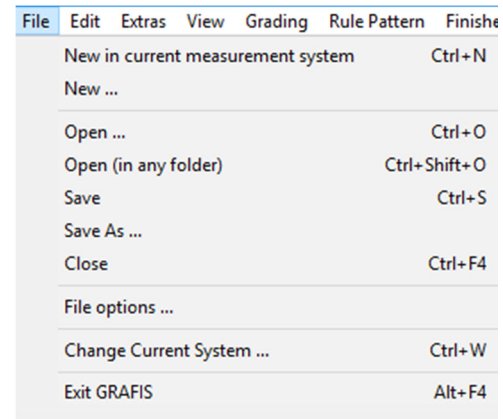 File Edit Extras View Grading Rule Pattern Finishe
New in current measurement system Ctrl+N
New ...
Open ... Ctrl+O
Open (in any folder) Ctrl+Shift+O
Save Ctrl+S
Save As ...
Close Ctrl+F4
File options ...
Change Current System ... Ctrl+W
Exit GRAFIS Alt+F4